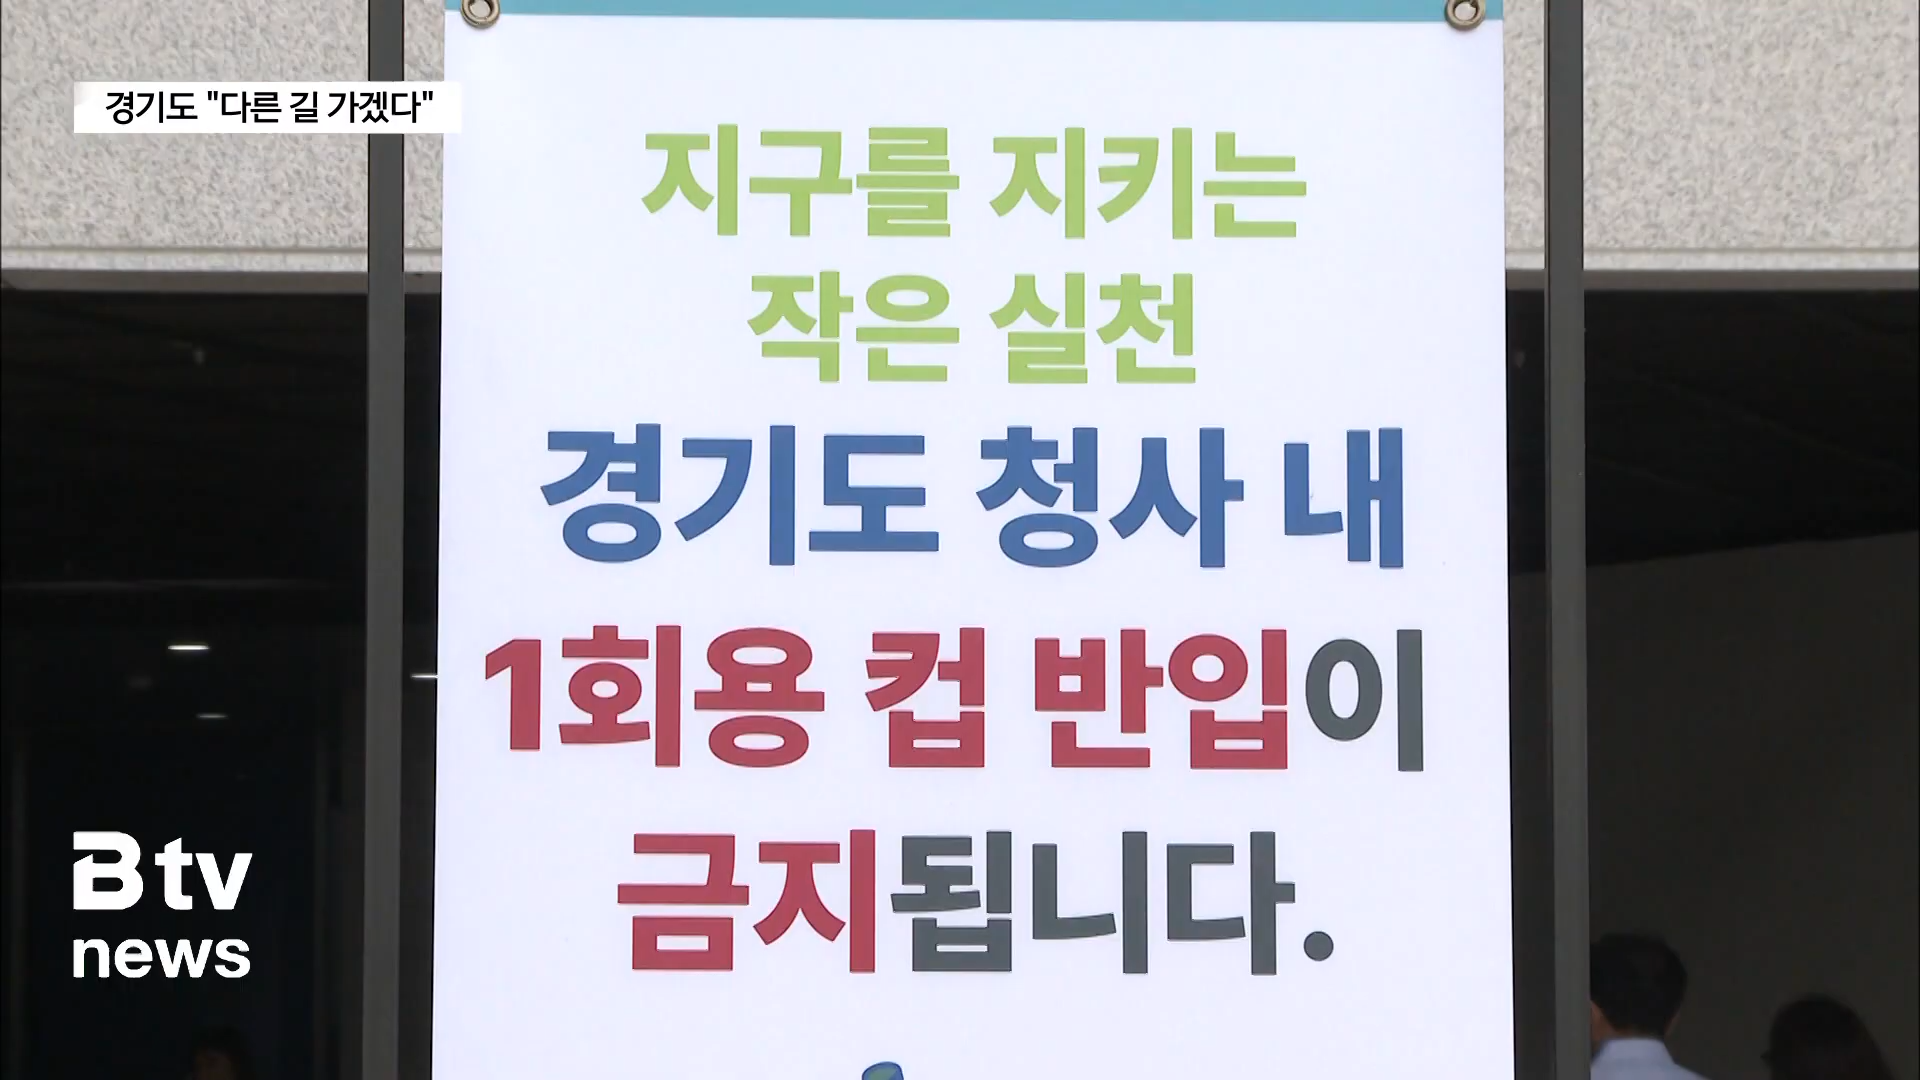 경기도 "다른 길 가겠다"
지구를 지키는
작은 실천
경기도 청사 내
1회용 컵 반입이
금지됩니다.
B tv
news